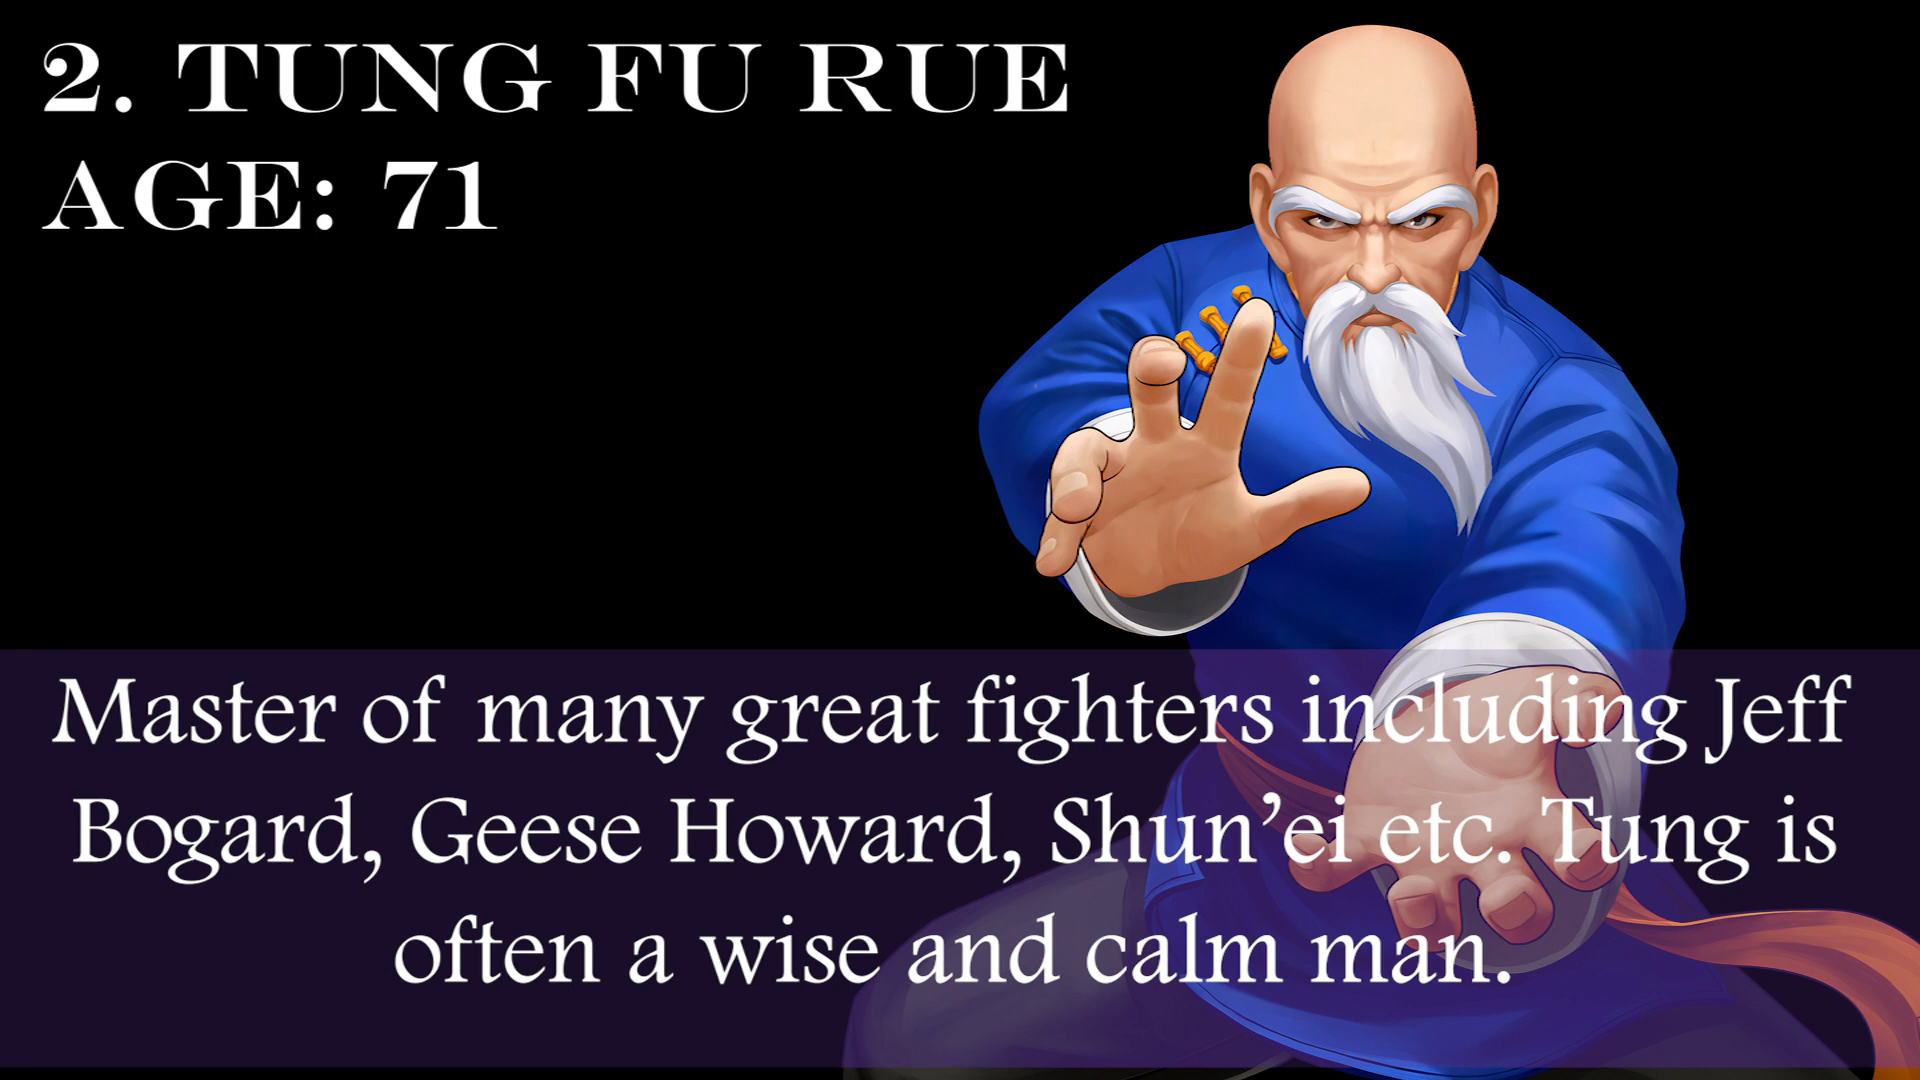 2. TUNG FU RUE
AGE: 71
Master of many great fighters including Jeff
Bogard, Geese Howard, Shun’ei etc. Tung is
often a wise and calm man.